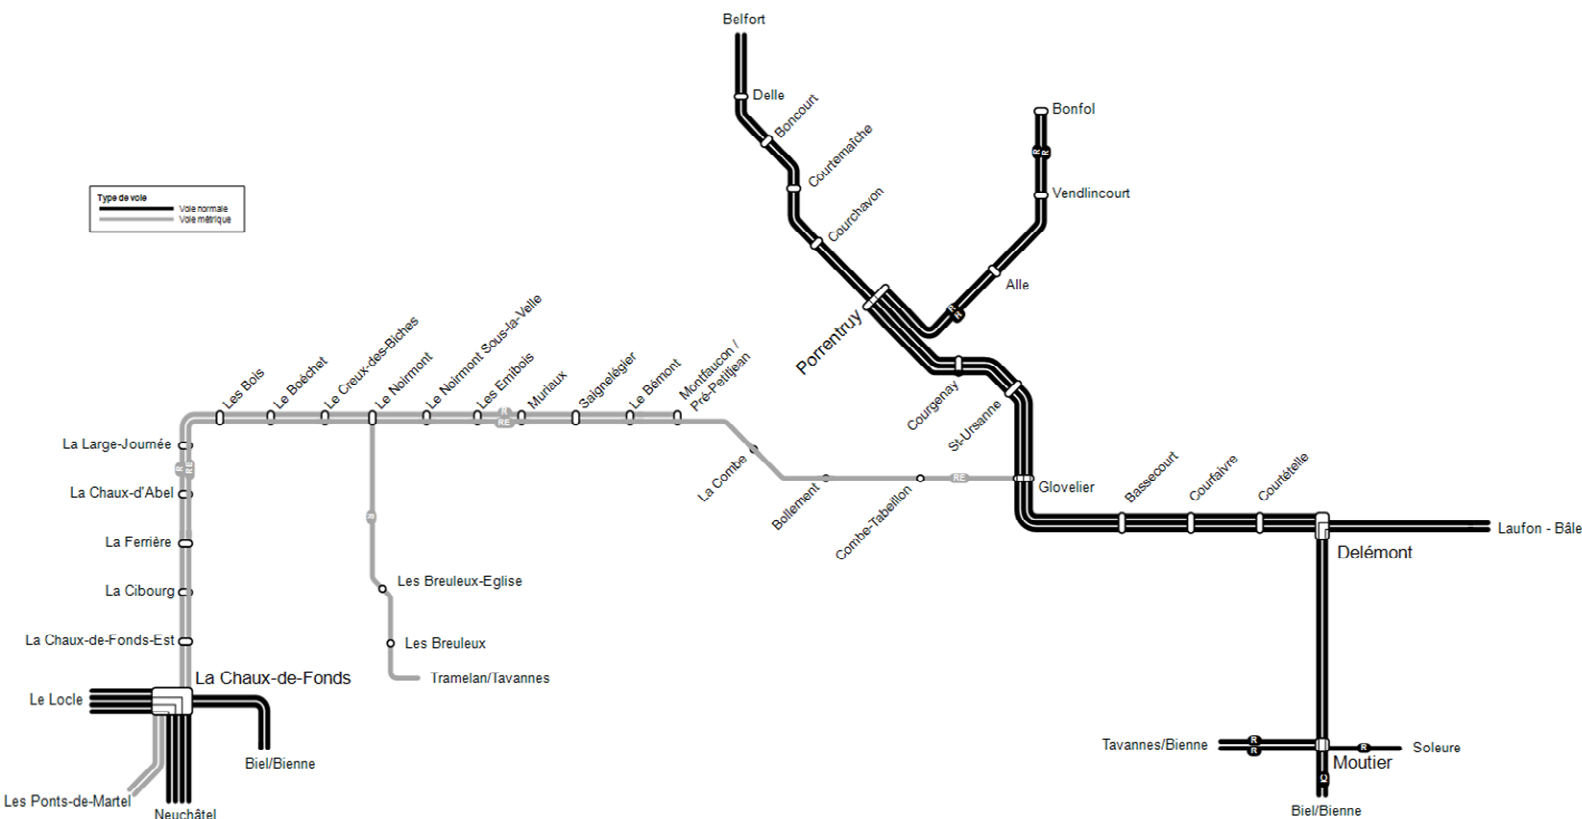 Belfort
Delle
Boncourt
Bonfol
Courtemaîche
R
R
Type de voie
Voie normale
Voie métrique
Vendlincourt
Courchavon
Alle
R
R
Porrentruy
Les Bois
Le Boéchet
Le Creux-des-Biches
Le Noirmont
Le Noirmont Sous-la-Velle
Les Emibois
Muriaux
Saignelégier
Le Bémont
Montfaucon /
Pré-Petitjean
Courgenay
St-Ursanne
R
RE
La Large-Journée
R
RE
La Chaux-d'Abel
La Combe
Bollement
Combe-Tabeillon
RE
Glovelier
Bassecourt
Courfaivre
Courtételle
Laufon - Bâle
Delémont
R
La Ferrière
La Cibourg
Les Breuleux-Eglise
La Chaux-de-Fonds-Est
Les Breuleux
La Chaux-de-Fonds
Tramelan/Tavannes
Le Locle
Biel/Bienne
Tavannes/Bienne
R
R
R
Soleure
Moutier
Les Ponts-de-Martel
Neuchâtel
Biel/Bienne